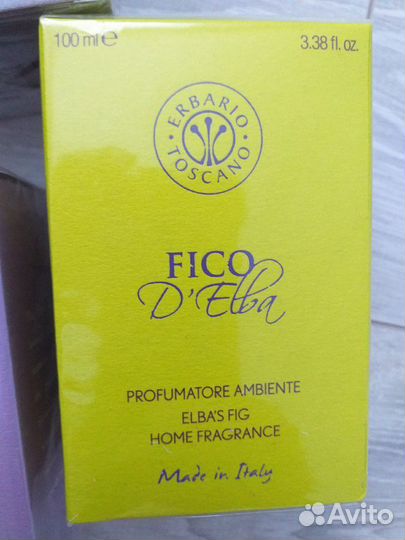 100 ml ℮ 3.38 fl. oz.
ERBARIO TOSCANO
FICO
D'Elba
PROFUMATORE AMBIENTE
ELBA'S FIG
HOME FRAGRANCE
Made in Italy
Avito